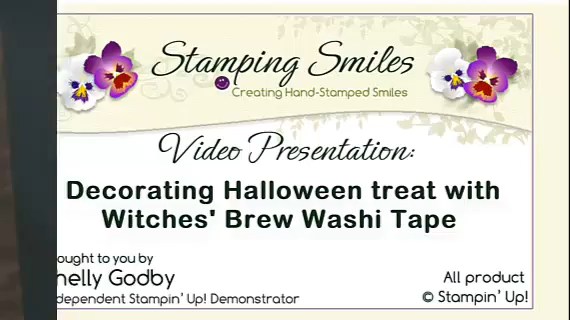 Stamping Smiles
Creating Hand-Stamped Smiles
Video Presentation:
Decorating Halloween treat with
Witches' Brew Washi Tape
ought to you by
helly Godby
dependent Stampin' Up! Demonstrator
All product
© Stampin' Up!